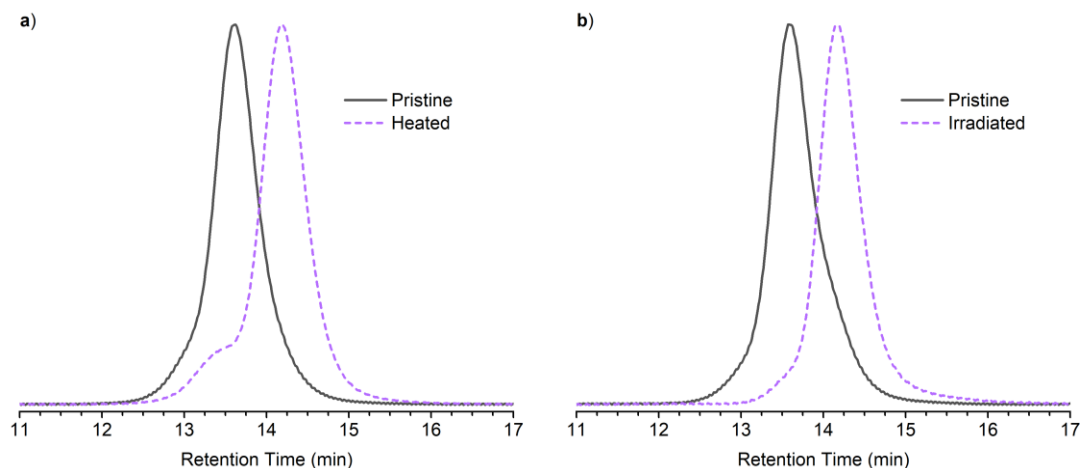 a)
Pristine
Heated
11 12 13 14 15 16 17
Retention Time (min)
b)
Pristine
Irradiated
11 12 13 14 15 16 17
Retention Time (min)